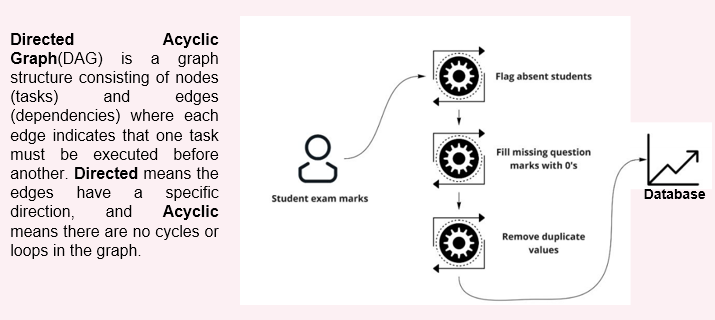 Directed Acyclic
Graph(DAG) is a graph
structure consisting of nodes
(tasks) and edges
(dependencies) where each
edge indicates that one task
must be executed before
another. Directed means the
edges have a specific
direction, and Acyclic
means there are no cycles or
loops in the graph.
Student exam marks
Flag absent students
Fill missing question
marks with 0's
Remove duplicate
values
Database